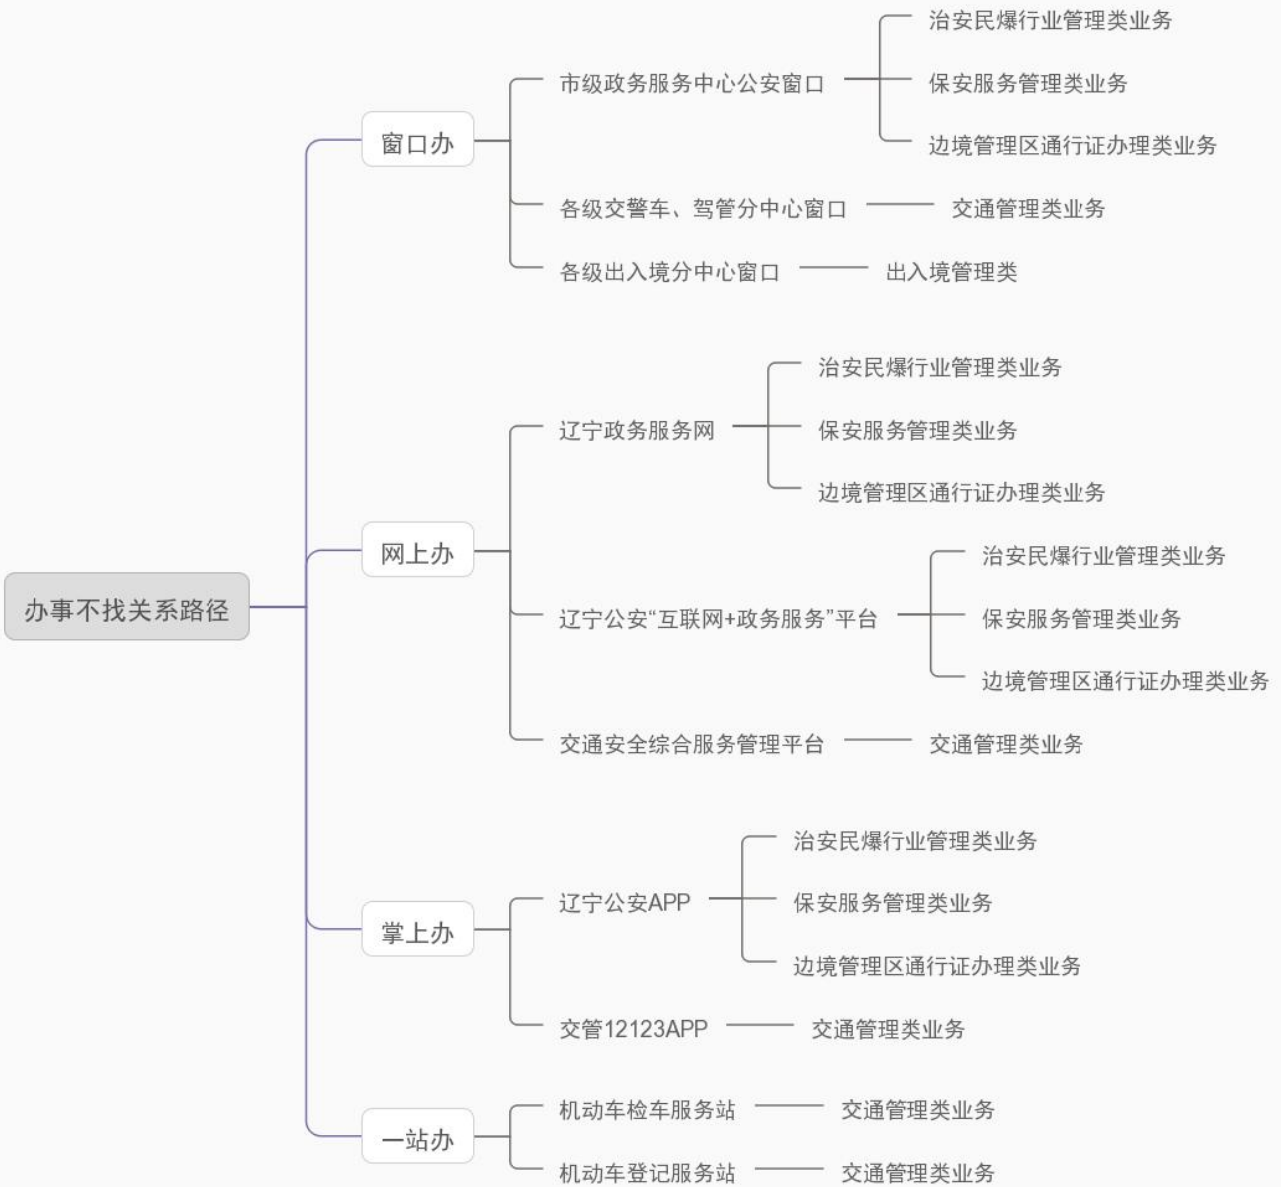 办事不找关系路径
窗口办
市级政务服务中心公安窗口
治安民爆行业管理类业务
保安服务管理类业务
边境管理区通行证办理类业务
各级交警车、驾管分中心窗口
交通管理类业务
各级出入境分中心窗口
出入境管理类
网上办
辽宁政务服务网
治安民爆行业管理类业务
保安服务管理类业务
边境管理区通行证办理类业务
辽宁公安“互联网+政务服务”平台
治安民爆行业管理类业务
保安服务管理类业务
边境管理区通行证办理类业务
交通安全综合服务管理平台
交通管理类业务
掌上办
辽宁公安APP
治安民爆行业管理类业务
保安服务管理类业务
边境管理区通行证办理类业务
交管12123APP
交通管理类业务
一站办
机动车检车服务站
交通管理类业务
机动车登记服务站
交通管理类业务